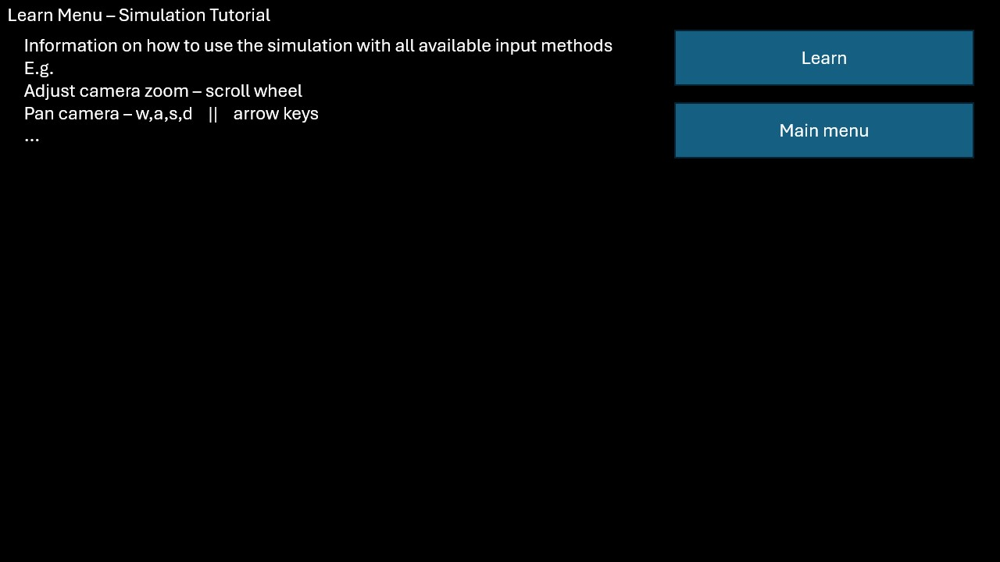 Learn Menu – Simulation Tutorial
Information on how to use the simulation with all available input methods
E.g.
Adjust camera zoom – scroll wheel
Pan camera – w,a,s,d || arrow keys
...
Learn
Main menu